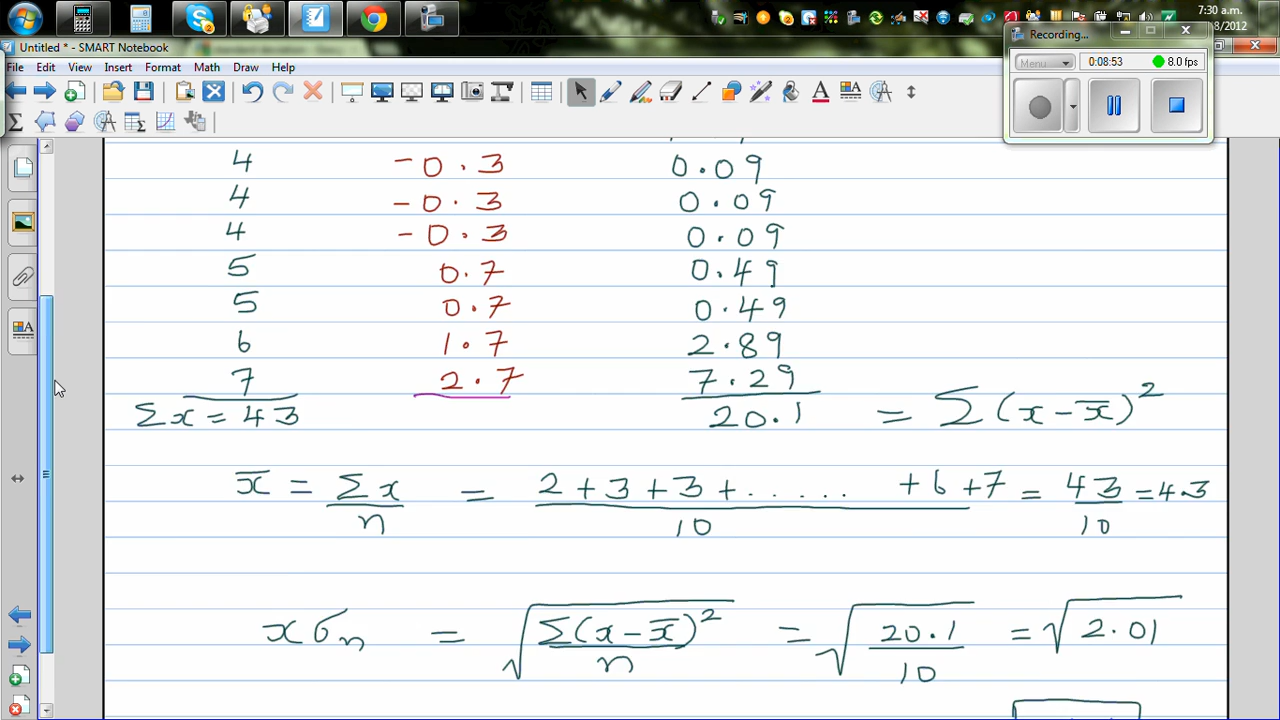 7:30 a.m.
8/2012
Untitled * - SMART Notebook
Recording...
File Edit View Insert Format Math Draw Help
Menu 00:08:53 8.0 fps
4 -0.3 0.09
4 -0.3 0.09
4 -0.3 0.09
5 0.7 0.49
5 0.7 0.49
6 1.7 2.89
7 2.7 7.29
Σx = 43 20.1 = Σ(x-x̄)²
x̄ = Σx/n = 2+3+3+...... +6+7/10 = 43/10 = 4.3
xσn = √Σ(x-x̄)²/n = √20.1/10 = √2.01